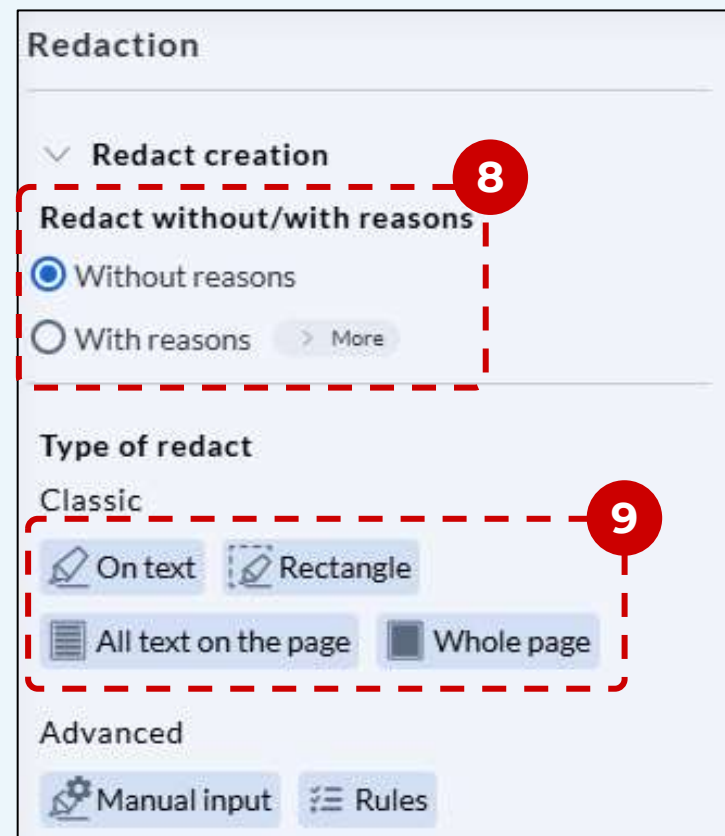 Redaction
Redact creation
8
Redact without/with reasons
Without reasons
With reasons > More
Type of redact
Classic
9
On text Rectangle
All text on the page Whole page
Advanced
Manual input Rules